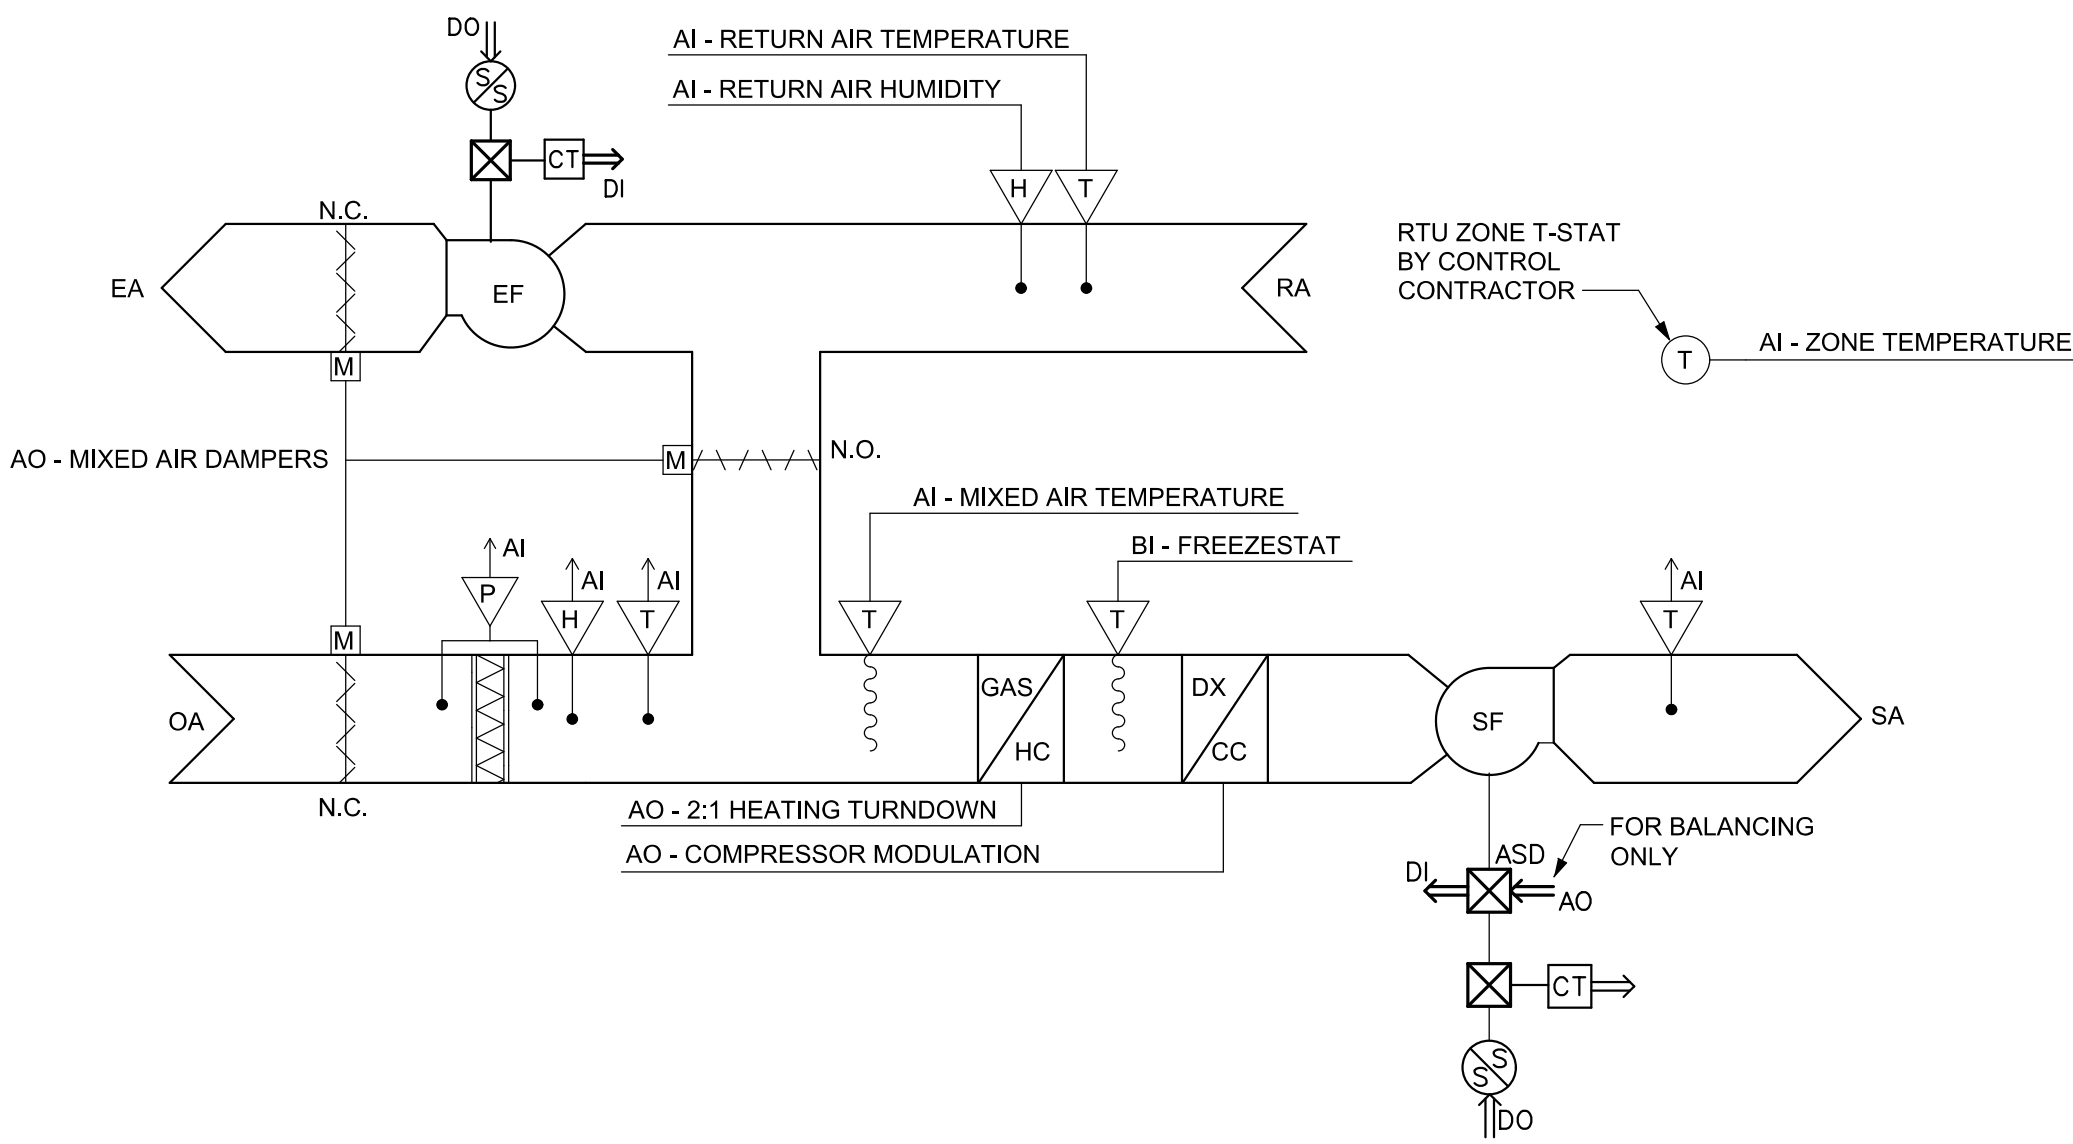 DO
AI - RETURN AIR TEMPERATURE
S
S
AI - RETURN AIR HUMIDITY
CT
DI
H
T
N.C.
RTU ZONE T-STAT
BY CONTROL
CONTRACTOR
EA
EF
RA
AI - ZONE TEMPERATURE
T
M
AO - MIXED AIR DAMPERS
M
N.O.
AI - MIXED AIR TEMPERATURE
AI
BI - FREEZESTAT
AI
AI
AI
P
H
T
T
T
T
M
GAS
HC
DX
CC
OA
SF
SA
N.C.
AO - 2:1 HEATING TURNDOWN
AO - COMPRESSOR MODULATION
FOR BALANCING
ONLY
ASD
DI
AO
CT
S
S
DO